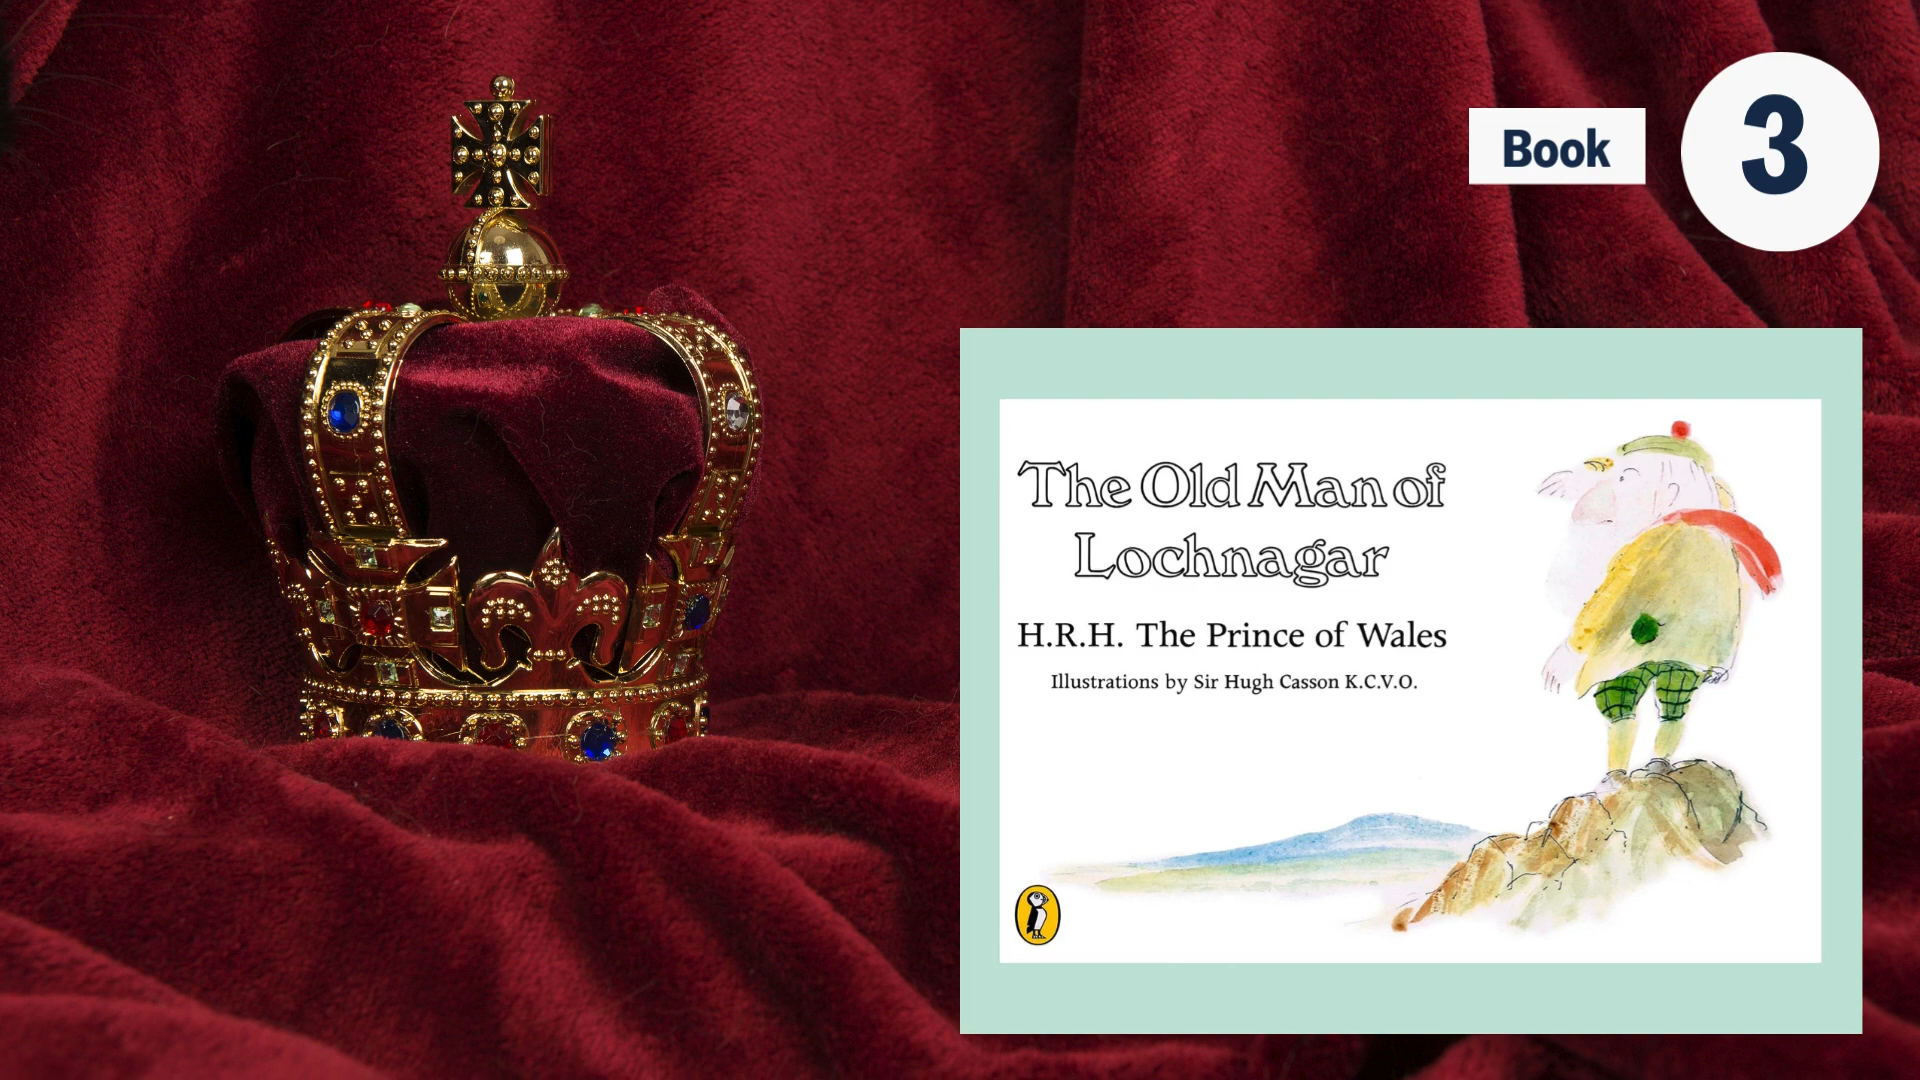 Book
3
The Old Man of
Lochnagar
H.R.H. The Prince of Wales
Illustrations by Sir Hugh Casson K.C.V.O.